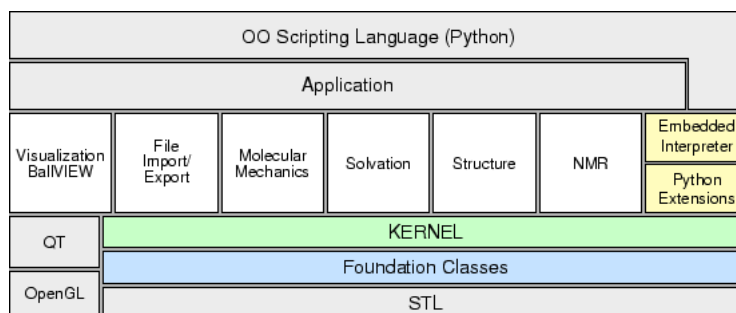 OO Scripting Language (Python)
Application
Visualization
BallVIEW
File
Import/
Export
Molecular
Mechanics
Solvation
Structure
NMR
Embedded
Interpreter
Python
Extensions
QT
KERNEL
Foundation Classes
OpenGL
STL